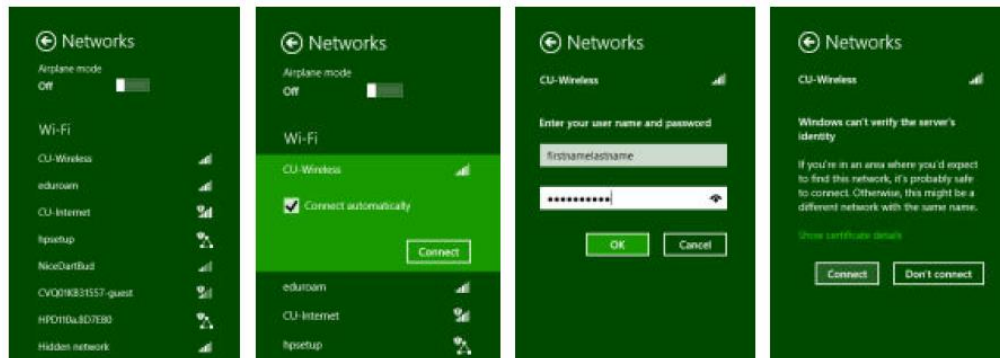 Networks
Airplane mode
Off
Wi-Fi
CU-Wireless
eduroam
CU-Internet
hpsetup
NiceDartBud
CVQ01KB31557-guest
HPD110a.8D7EB0
Hidden network
Networks
Airplane mode
Off
Wi-Fi
CU-Wireless
Connect automatically
Connect
eduroam
CU-Internet
hpsetup
Networks
CU-Wireless
Enter your user name and password
firstnamelastname
••••••••••
OK
Cancel
Networks
CU-Wireless
Windows can't verify the server's
identity
If you're in an area where you'd expect
to find this network, it's probably safe
to connect. Otherwise, this might be a
different network with the same name.
Show certificate details
Connect
Don't connect